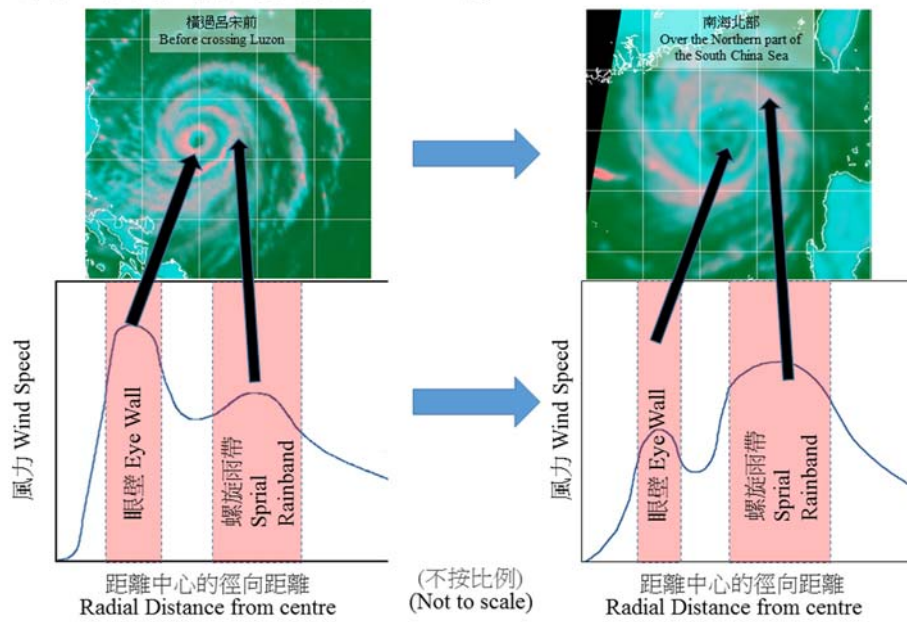 橫過呂宋前
Before crossing Luzon
南海北部
Over the Northern part of
the South China Sea
風力 Wind Speed
眼壁 Eye Wall
螺旋雨帶
Sprial
Rainband
距離中心的徑向距離
Radial Distance from centre
(不按比例)
(Not to scale)
風力 Wind Speed
眼壁 Eye Wall
螺旋雨帶
Sprial
Rainband
距離中心的徑向距離
Radial Distance from centre